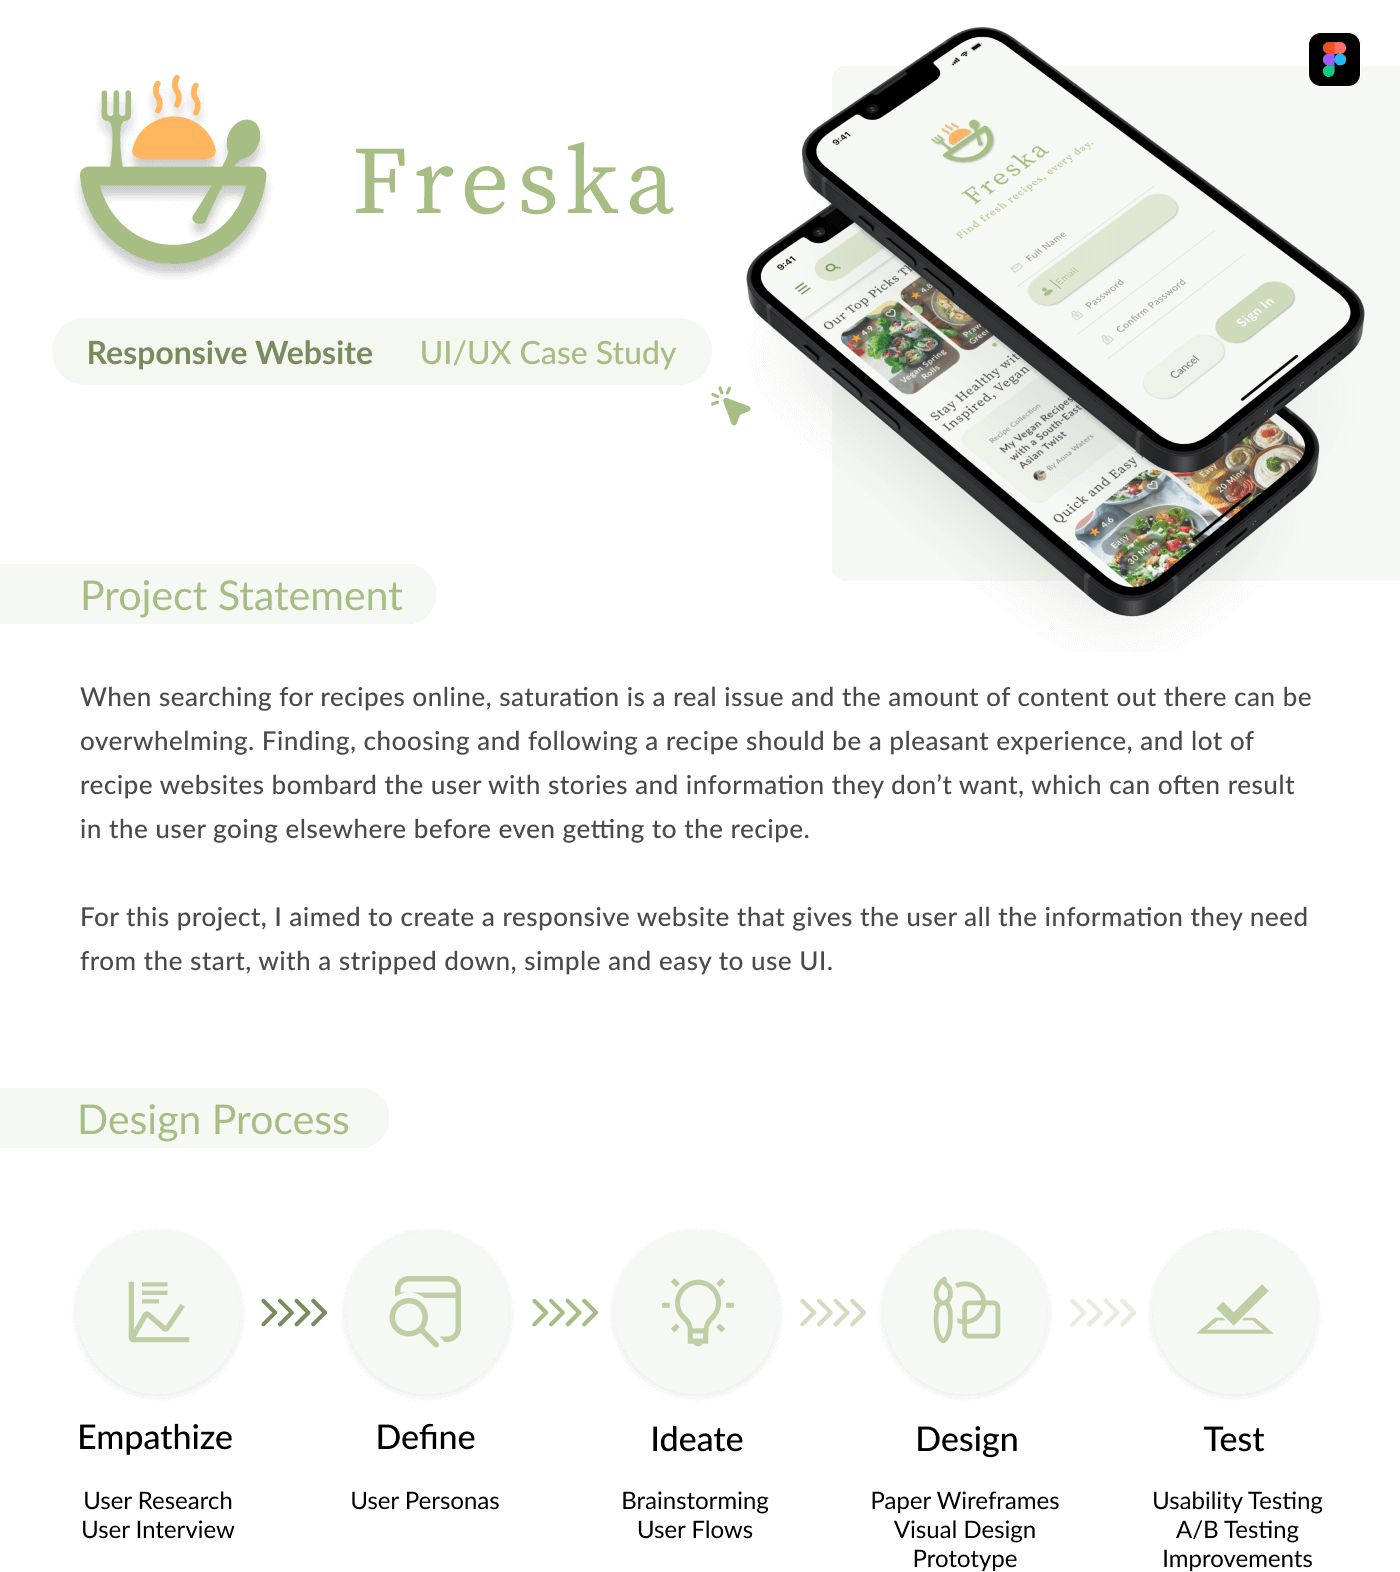 Freska
Responsive Website
UI/UX Case Study
9:41
Freska
Find fresh recipes, every day.
Full Name
Email
Password
Confirm Password
Sign In
Cancel
9:41
Our Top Picks
4.9
4.8
Vegan Spring
Rolls
Stay Healthy
Inspired, Vegan
Recipe Collection
My Vegan Recipes
with a South-East
Asian Twist
By Anna Waters
Quick and Easy
4.6
Easy
30 Mins
Easy
20 Mins
Project Statement
When searching for recipes online, saturation is a real issue and the amount of content out there can be
overwhelming. Finding, choosing and following a recipe should be a pleasant experience, and lot of
recipe websites bombard the user with stories and information they don’t want, which can often result
in the user going elsewhere before even getting to the recipe.
For this project, I aimed to create a responsive website that gives the user all the information they need
from the start, with a stripped down, simple and easy to use UI.
Design Process
Empathize
User Research
User Interview
Define
User Personas
Ideate
Brainstorming
User Flows
Design
Paper Wireframes
Visual Design
Prototype
Test
Usability Testing
A/B Testing
Improvements